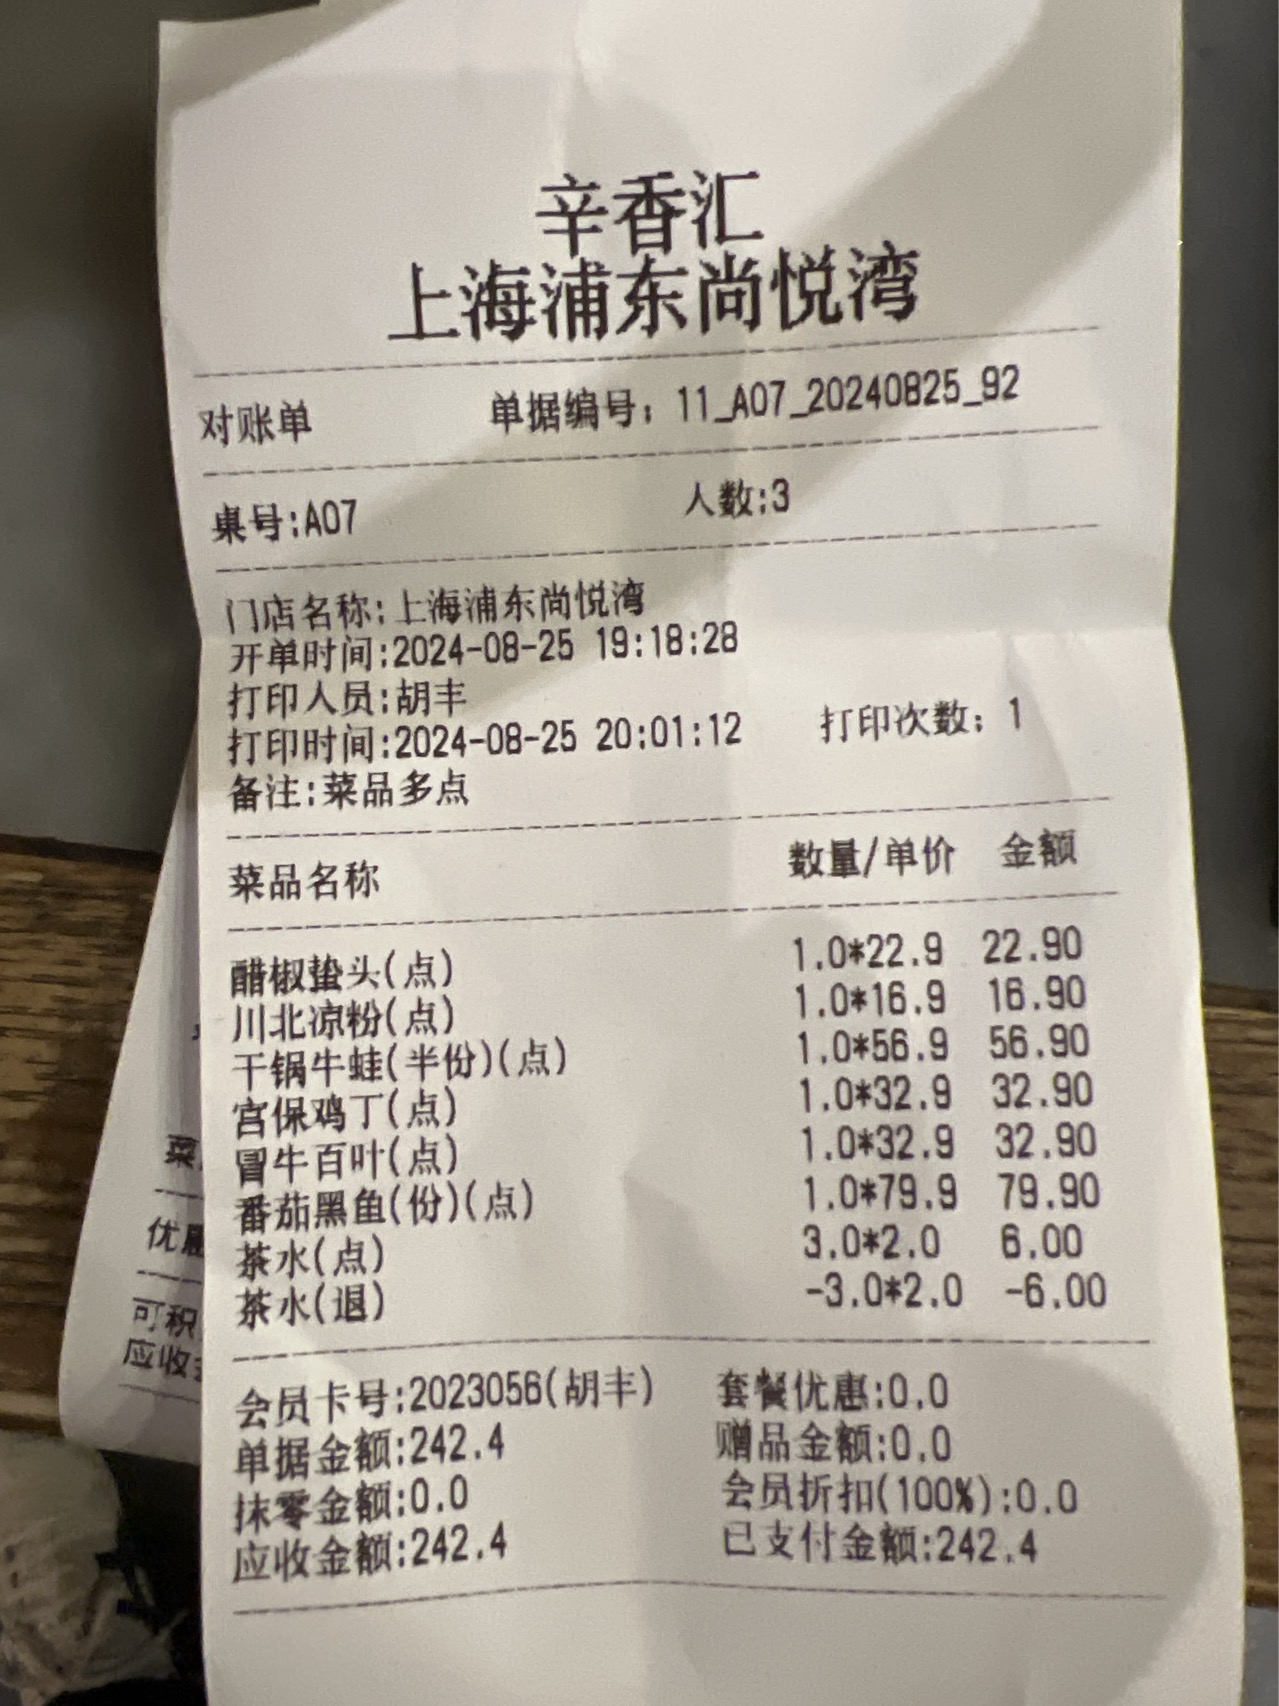 辛香汇
上海浦东尚悦湾
对账单 单据编号：11_A07_20240825_92
桌号:A07 人数:3
门店名称:上海浦东尚悦湾
开单时间:2024-08-25 19:18:28
打印人员:胡丰
打印时间:2024-08-25 20:01:12 打印次数：1
备注:菜品多点
菜品名称 数量/单价 金额
醋椒蛰头(点) 1.0*22.9 22.90
川北凉粉(点) 1.0*16.9 16.90
干锅牛蛙(半份)(点) 1.0*56.9 56.90
宫保鸡丁(点) 1.0*32.9 32.90
冒牛百叶(点) 1.0*32.9 32.90
番茄黑鱼(份)(点) 1.0*79.9 79.90
茶水(点) 3.0*2.0 6.00
茶水(退) -3.0*2.0 -6.00
会员卡号:2023056(胡丰) 套餐优惠:0.0
单据金额:242.4 赠品金额:0.0
抹零金额:0.0 会员折扣(100%):0.0
应收金额:242.4 已支付金额:242.4
菜
优惠
可积
应收